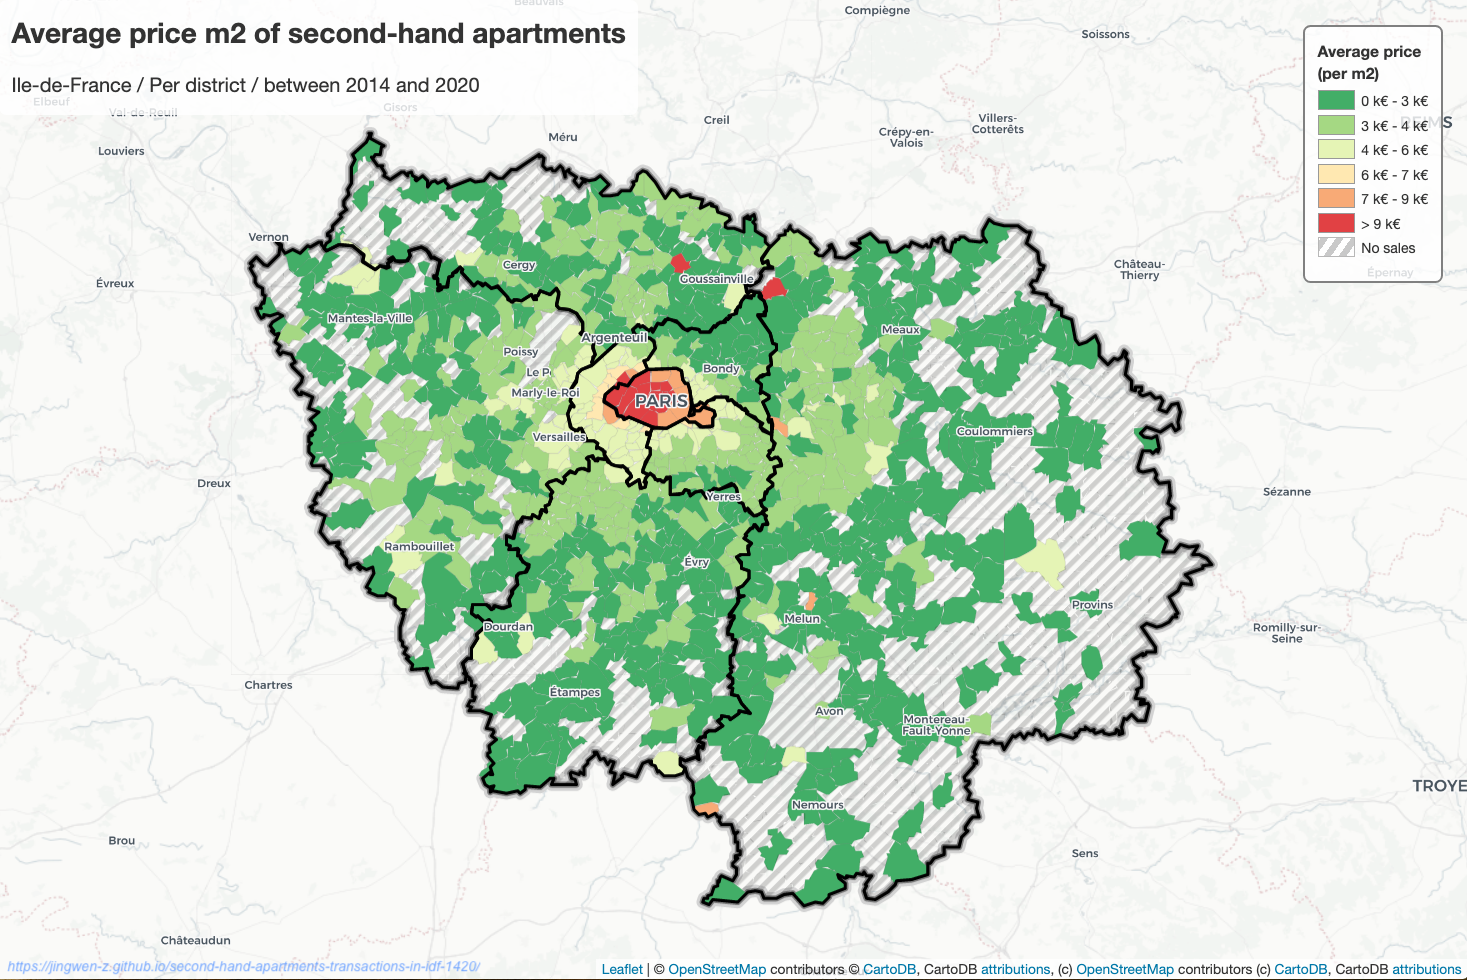 Beauvais
Compiègne
Average price m2 of second-hand apartments
Soissons
Average price
(per m2)
Ile-de-France / Per district / between 2014 and 2020
0 k€ - 3 k€
Elbeuf
Val-de-Reuil
Gisors
Creil
Villers-
Cotterêts
REIMS
3 k€ - 4 k€
Méru
Crépy-en-
Valois
Louviers
4 k€ - 6 k€
6 k€ - 7 k€
7 k€ - 9 k€
> 9 k€
Vernon
No sales
Cergy
Goussainville
Château-
Thierry
Épernay
Évreux
Mantes-la-Ville
Argenteuil
Meaux
Poissy
Le Pe
Bondy
Marly-le-Roi
PARIS
Versailles
Coulommiers
Dreux
Yerres
Sézanne
Rambouillet
Évry
Provins
Melun
Dourdan
Romilly-sur-
Seine
Chartres
Étampes
Avon
Montereau-
Fault-Yonne
TROYE
Nemours
Brou
Sens
Châteaudun
https://jingwen-z.github.io/second-hand-apartments-transactions-in-idf-1420/
Leaflet | © OpenStreetMap contributors © CartoDB, CartoDB attributions, (c) OpenStreetMap contributors (c) CartoDB, CartoDB attributions